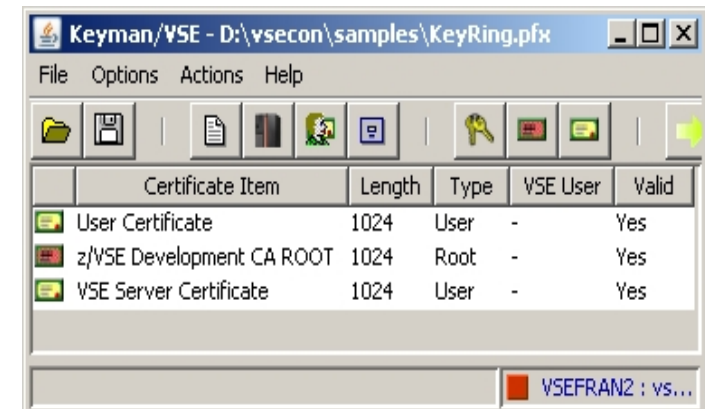 Keyman/VSE - D:\vsecon\samples\KeyRing.pfx
File Options Actions Help
Certificate Item Length Type VSE User Valid
User Certificate 1024 User - Yes
z/VSE Development CA ROOT 1024 Root - Yes
VSE Server Certificate 1024 User - Yes
VSEFRAN2 : vs...